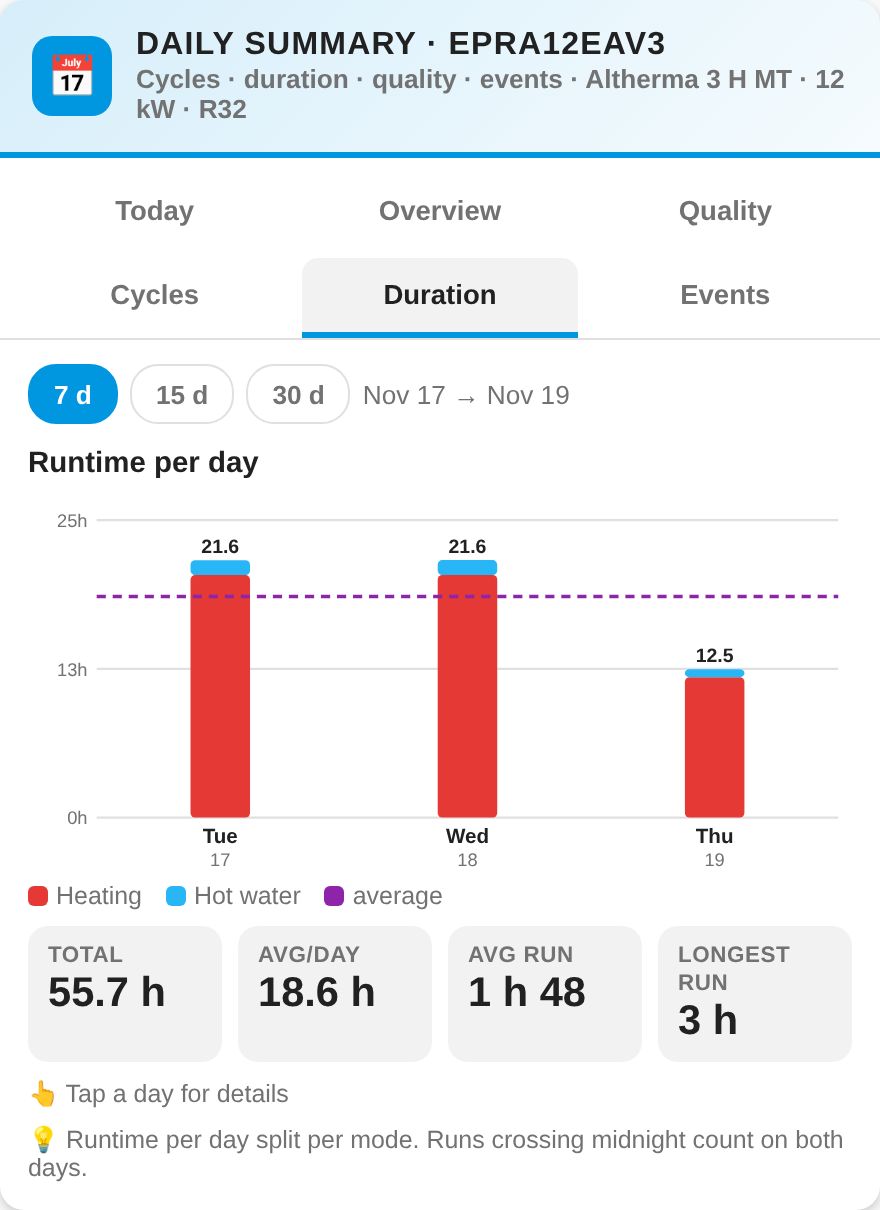 July
17
DAILY SUMMARY · EPRA12EAV3
Cycles · duration · quality · events · Altherma 3 H MT · 12
kW · R32
Today Overview Quality
Cycles Duration Events
7 d 15 d 30 d Nov 17 → Nov 19
Runtime per day
25h
21.6 21.6
12.5
13h
0h
Tue Wed Thu
17 18 19
Heating Hot water average
TOTAL AVG/DAY AVG RUN LONGEST
RUN
55.7 h 18.6 h 1 h 48 3 h
👆 Tap a day for details
💡 Runtime per day split per mode. Runs crossing midnight count on both
days.